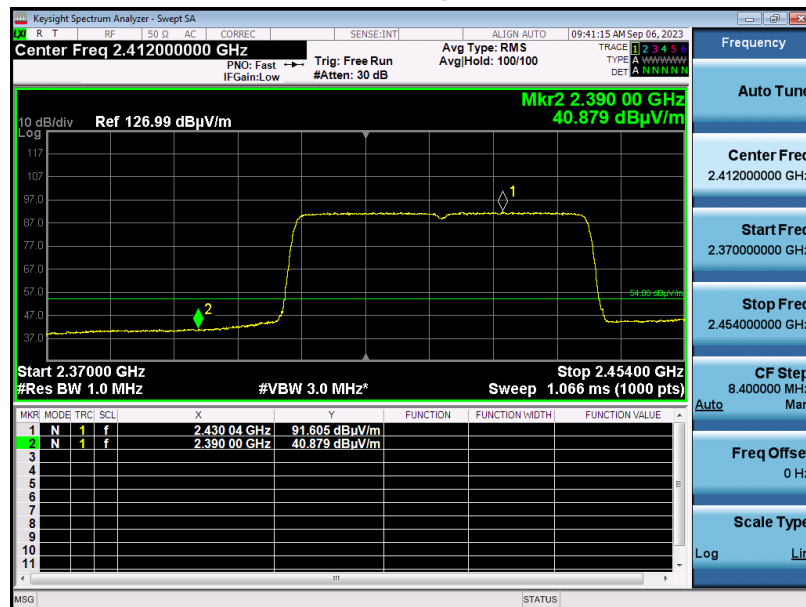 Keysight Spectrum Analyzer - Swept SA
LXI R T RF 50 Ω AC CORREC SENSE:INT ALIGN AUTO 09:41:15 AM Sep 06, 2023
Center Freq 2.412000000 GHz
PNO: Fast
IFGain:Low
Trig: Free Run
#Atten: 30 dB
Avg Type: RMS
Avg|Hold: 100/100
TRACE 1 2 3 4 5 6
TYPE A WWWWW
DET A N N N N N
Mkr2 2.390 00 GHz
40.879 dBµV/m
10 dB/div Ref 126.99 dBµV/m
Log
117
107
97.0
87.0
77.0
67.0
57.0
47.0
37.0
1
2
54.00 dBµV/m
Start 2.37000 GHz Stop 2.45400 GHz
#Res BW 1.0 MHz #VBW 3.0 MHz* Sweep 1.066 ms (1000 pts)
MKR MODE TRC SCL X Y FUNCTION FUNCTION WIDTH FUNCTION VALUE
1 N 1 f 2.430 04 GHz 91.605 dBµV/m
2 N 1 f 2.390 00 GHz 40.879 dBµV/m
3
4
5
6
7
8
9
10
11
MSG STATUS
Frequency
Auto Tune
Center Freq
2.412000000 GHz
Start Freq
2.370000000 GHz
Stop Freq
2.454000000 GHz
CF Step
8.400000 MHz
Auto Man
Freq Offset
0 Hz
Scale Type
Log Lin